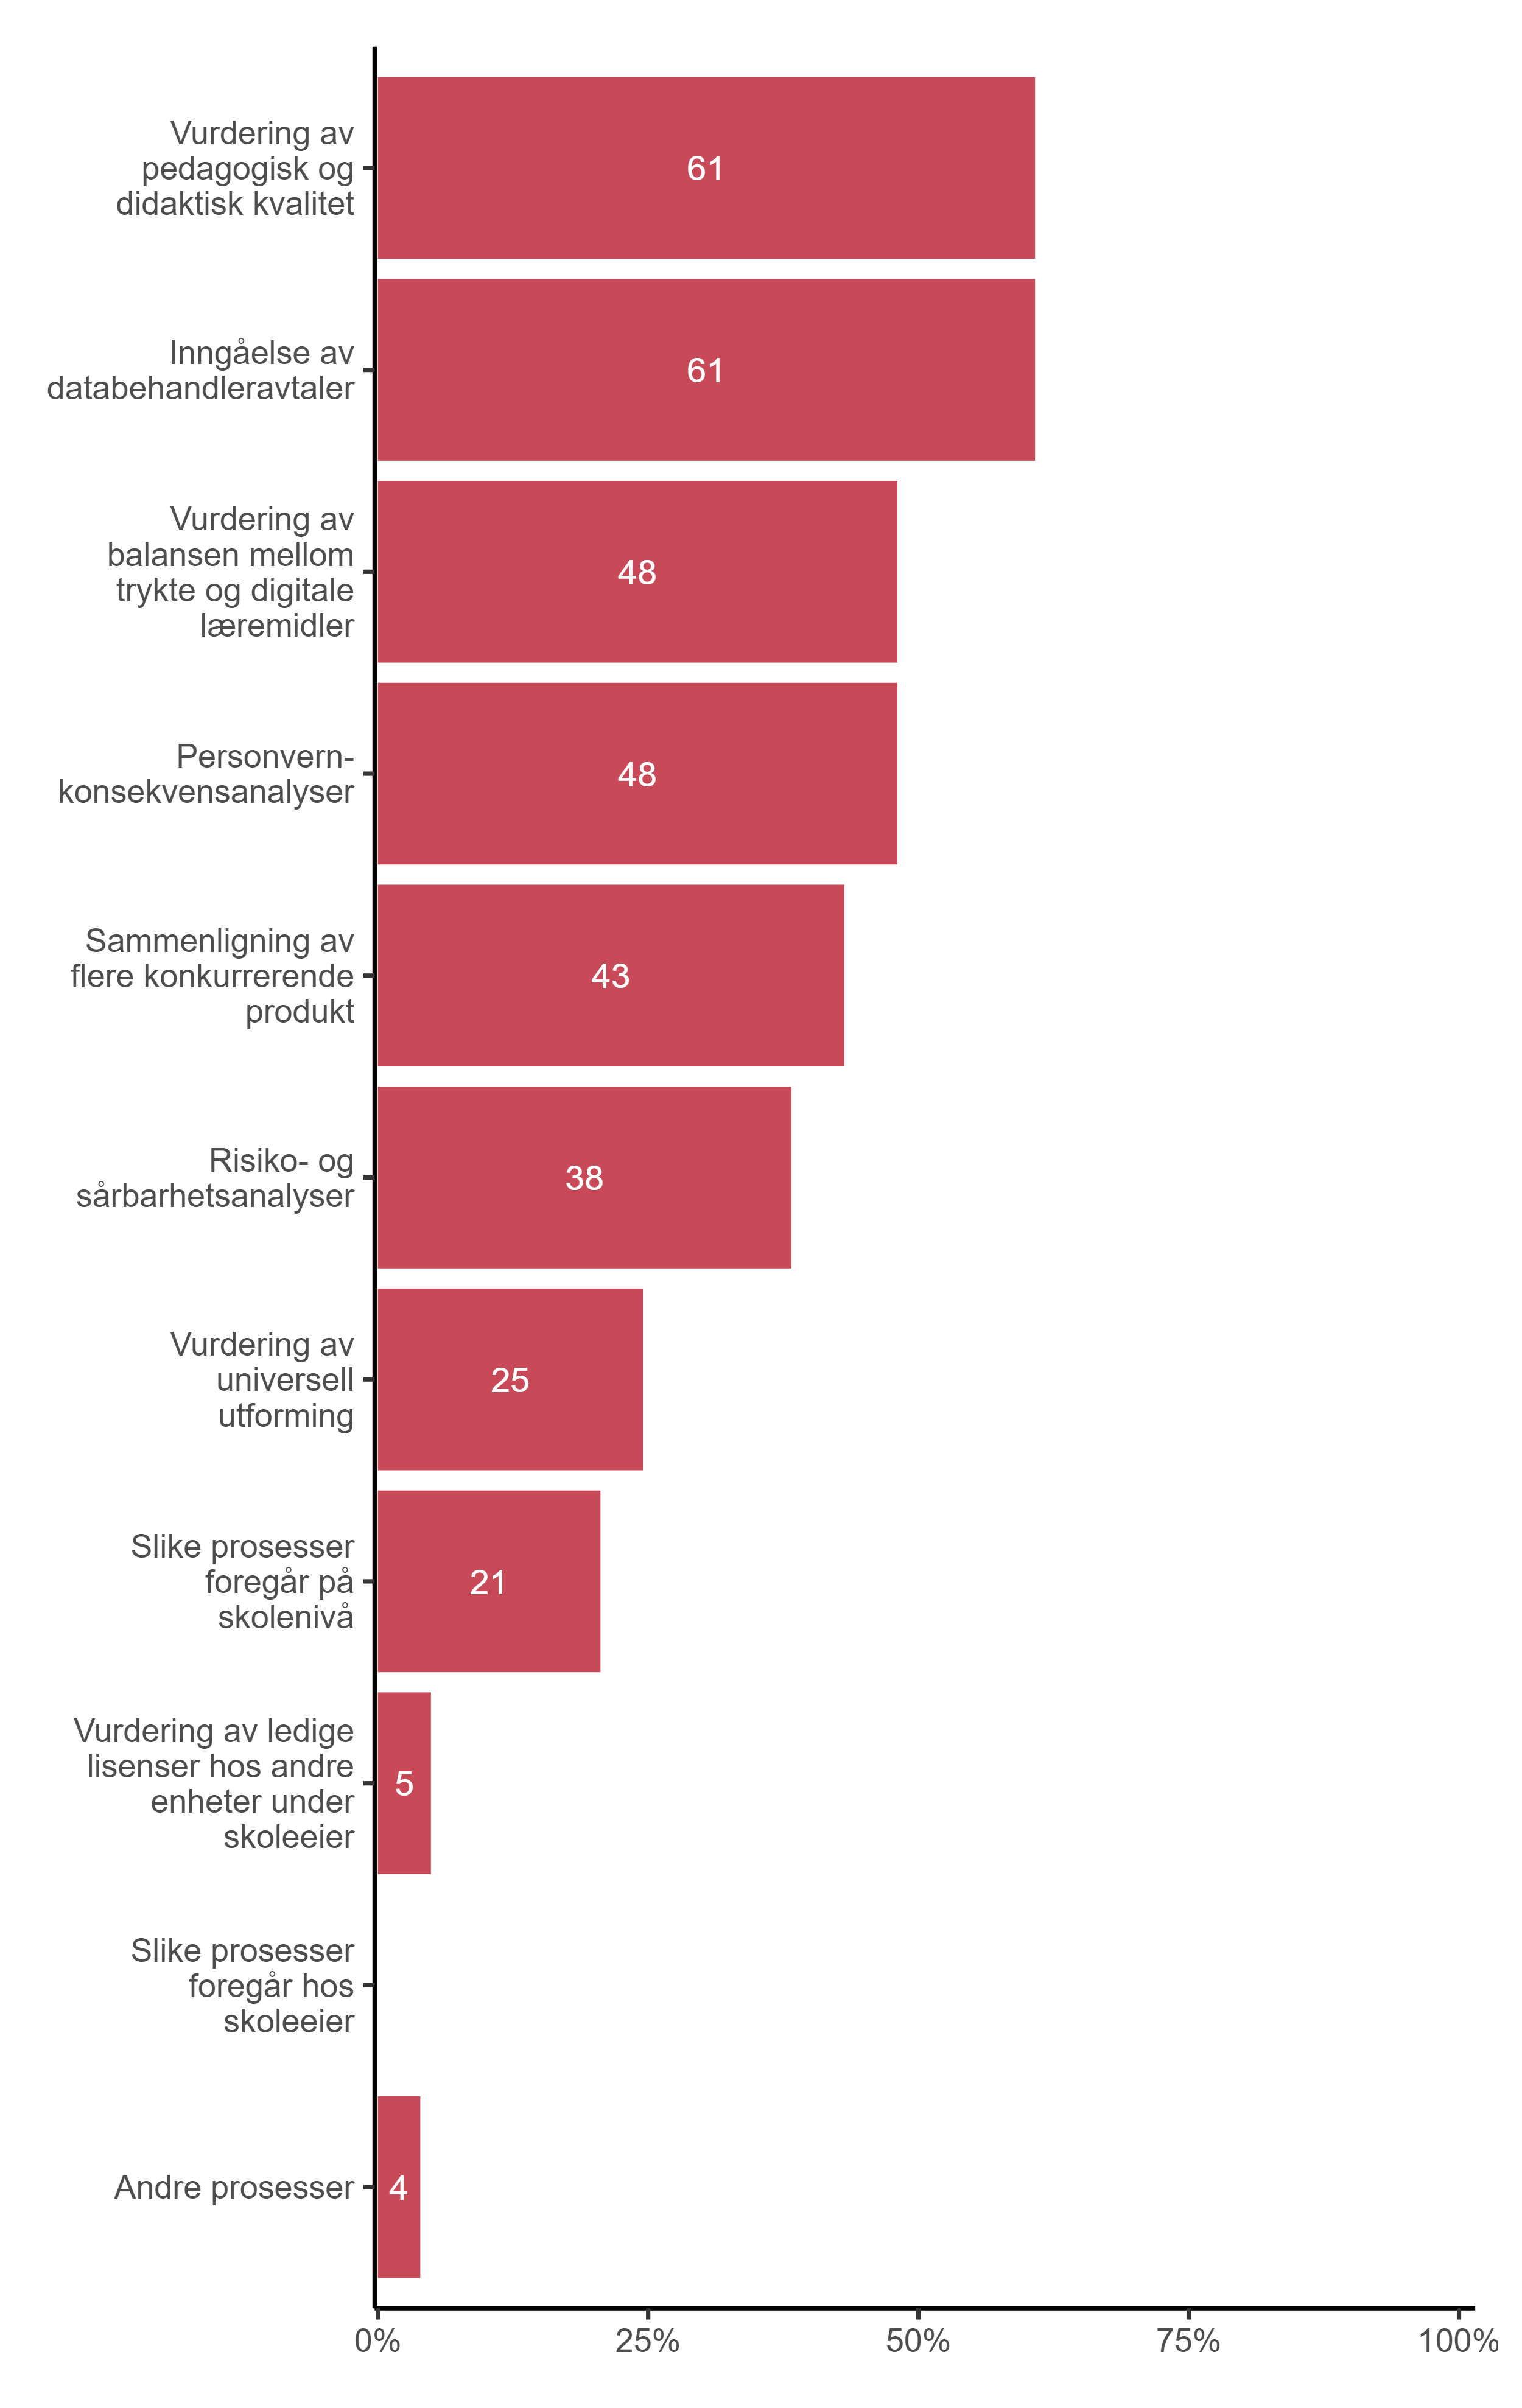 Vurdering av
pedagogisk og
didaktisk kvalitet
61
Inngåelse av
databehandleravtaler
61
Vurdering av
balansen mellom
trykte og digitale
læremidler
48
Personvern-
konsekvensanalyser
48
Sammenligning av
flere konkurrerende
produkt
43
Risiko- og
sårbarhetsanalyser
38
Vurdering av
universell
utforming
25
Slike prosesser
foregår på
skolenivå
21
Vurdering av ledige
lisenser hos andre
enheter under
skoleeier
5
Slike prosesser
foregår hos
skoleeier
Andre prosesser
4
0% 25% 50% 75% 100%